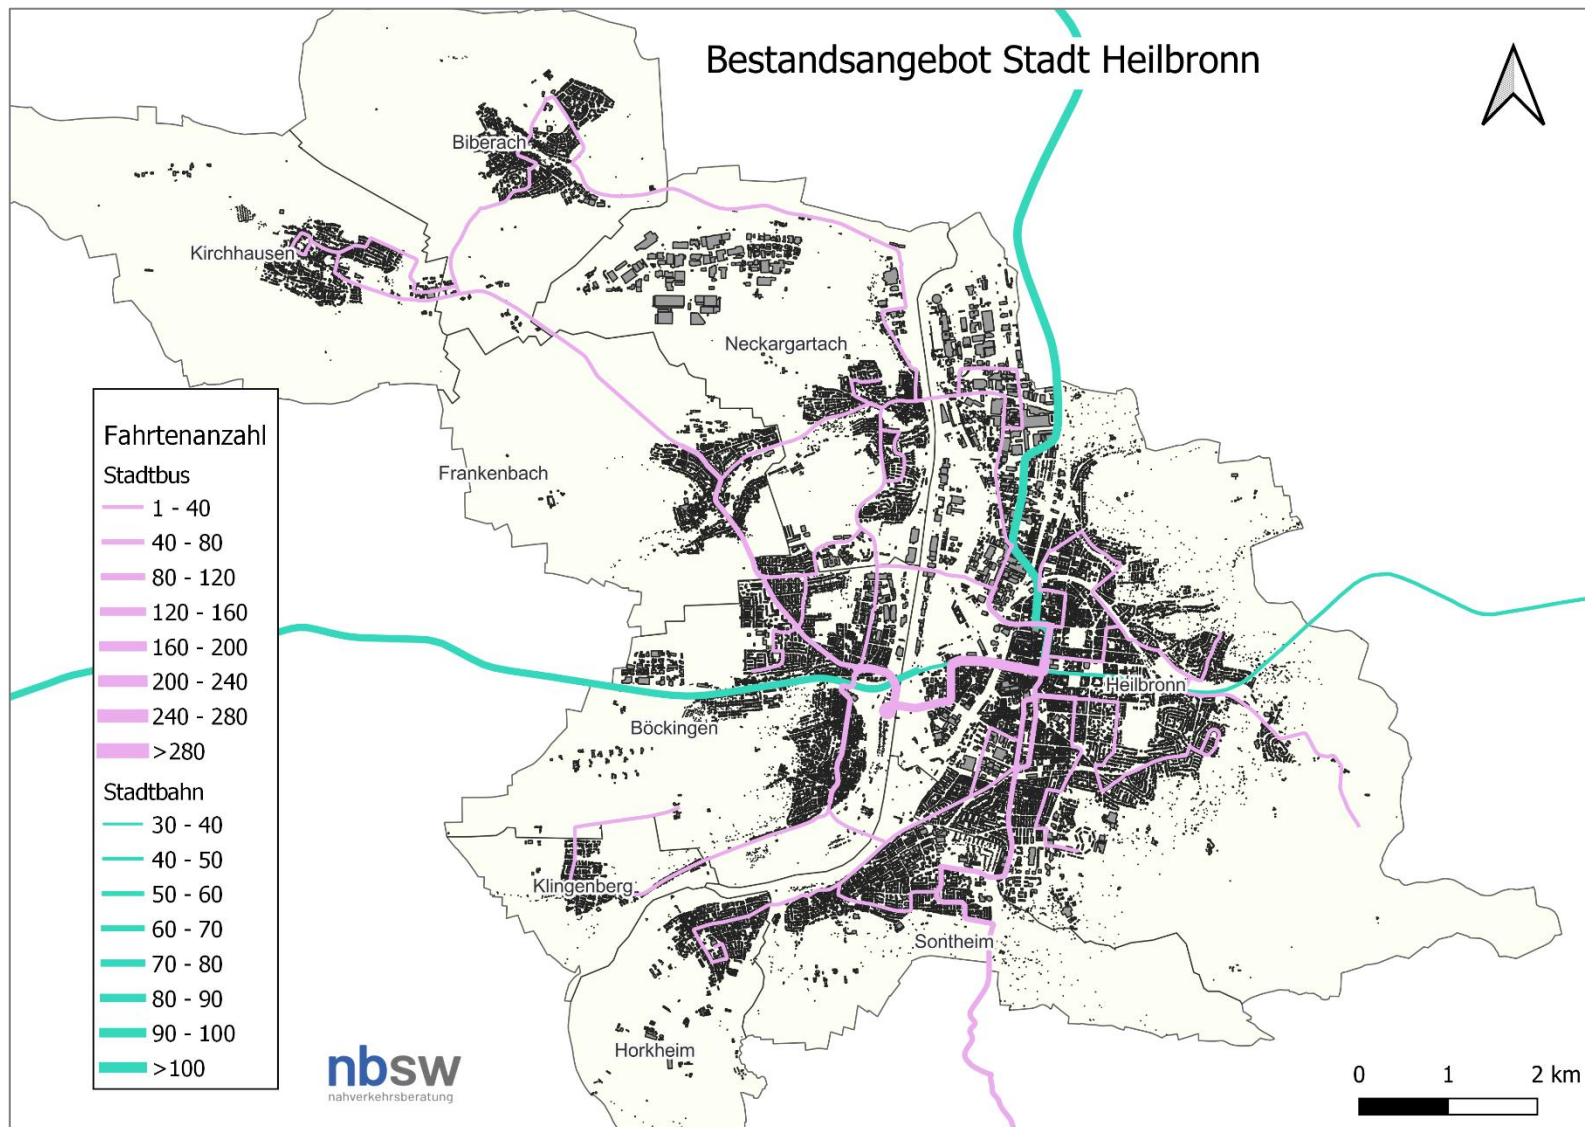 Bestandsangebot Stadt Heilbronn
Biberach
Kirchhausen
Neckargartach
Frankenbach
Heilbronn
Böckingen
Klingenberg
Sontheim
Horkheim
Fahrtenanzahl
Stadtbus
1 - 40
40 - 80
80 - 120
120 - 160
160 - 200
200 - 240
240 - 280
>280
Stadtbahn
30 - 40
40 - 50
50 - 60
60 - 70
70 - 80
80 - 90
90 - 100
>100
nbsw
nahverkehrsberatung
0 1 2 km